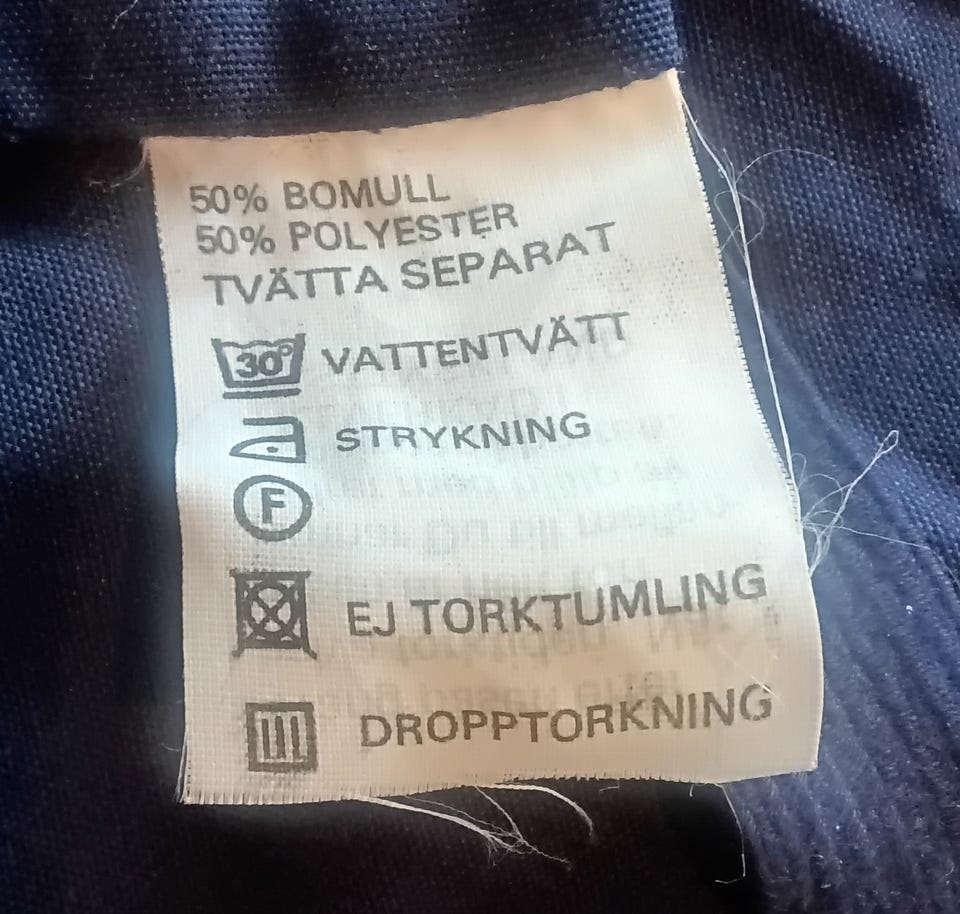 50% BOMULL
50% POLYESTER
TVÄTTA SEPARAT
30° VATTENTVÄTT
STRYKNING
F
EJ TORKTUMLING
DROPPTORKNING